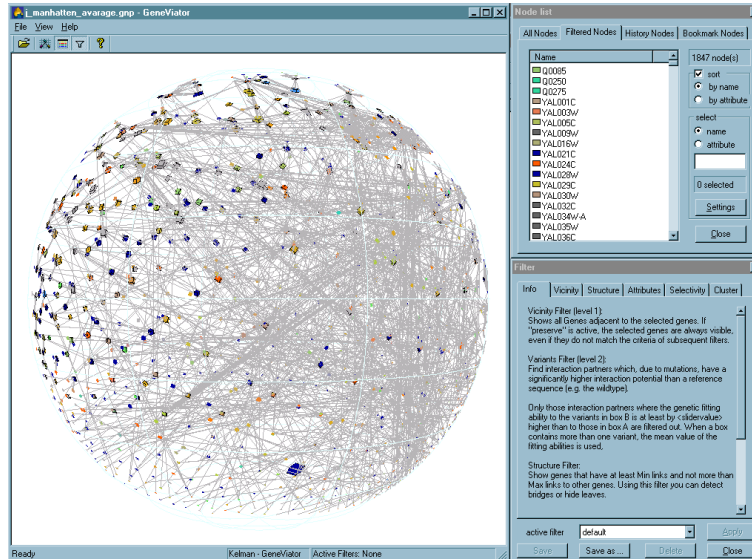 j_manhatten_avarage.gnp - GeneViator
File View Help
Ready
Kelman - GeneViator
Active Filters: None
Node list
All Nodes Filtered Nodes History Nodes Bookmark Nodes
Name
Q0085
Q0250
Q0275
YAL001C
YAL003W
YAL005C
YAL009W
YAL016W
YAL021C
YAL024C
YAL028W
YAL029C
YAL030W
YAL032C
YAL034W-A
YAL035W
YAL036C
1847 node(s)
sort
by name
by attribute
select
name
attribute
0 selected
Settings
Close
Filter
Info Vicinity Structure Attributes Selectivity Cluster
Vicinity Filter (level 1):
Shows all Genes adjacent to the selected genes. If
"preserve" is active, the selected genes are always visible,
even if they do not match the criteria of subsequent filters.
Variants Filter (level 2):
Find interaction partners which, due to mutations, have a
significantly higher interaction potential than a reference
sequence (e.g. the wildtype).
Only those interaction partners where the genetic fitting
ability to the variants in box B is at least by <slidervalue>
higher than to those in box A are filtered out. When a box
contains more than one variant, the mean value of the
fitting abilities is used,
Structure Filter:
Show genes that have at least Min links and not more than
Max links to other genes. Using this filter you can detect
bridges or hide leaves.
active filter
default
Apply
Save
Save as ...
Delete
Close